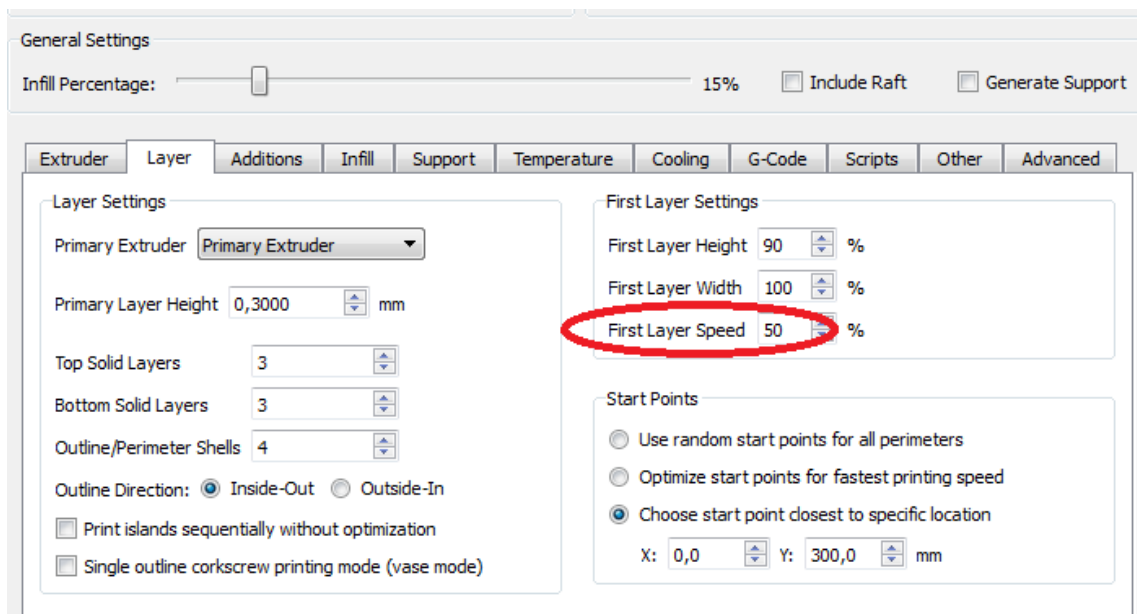 General Settings
Infill Percentage: 15% Include Raft Generate Support
Extruder Layer Additions Infill Support Temperature Cooling G-Code Scripts Other Advanced
Layer Settings
Primary Extruder Primary Extruder
Primary Layer Height 0,3000 mm
Top Solid Layers 3
Bottom Solid Layers 3
Outline/Perimeter Shells 4
Outline Direction: Inside-Out Outside-In
Print islands sequentially without optimization
Single outline corkscrew printing mode (vase mode)
First Layer Settings
First Layer Height 90 %
First Layer Width 100 %
First Layer Speed 50 %
Start Points
Use random start points for all perimeters
Optimize start points for fastest printing speed
Choose start point closest to specific location
X: 0,0 Y: 300,0 mm